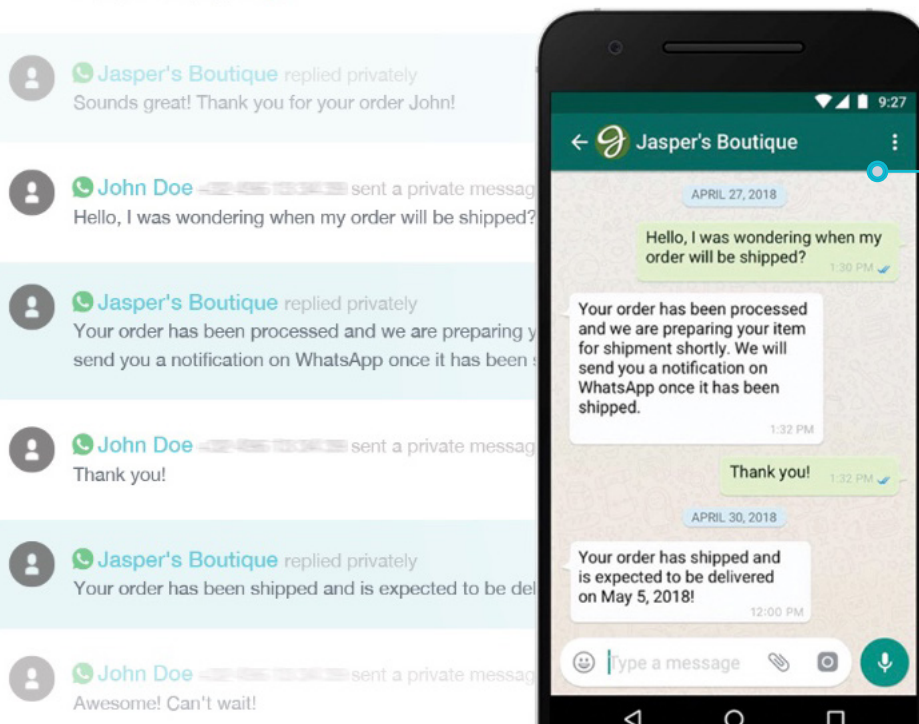 Jasper's Boutique replied privately
Sounds great! Thank you for your order John!
John Doe sent a private messag
Hello, I was wondering when my order will be shipped?
Jasper's Boutique replied privately
Your order has been processed and we are preparing y
send you a notification on WhatsApp once it has been
John Doe sent a private messag
Thank you!
Jasper's Boutique replied privately
Your order has been shipped and is expected to be del
John Doe sent a private messag
Awesome! Can't wait!
9:27
Jasper's Boutique
APRIL 27, 2018
Hello, I was wondering when my
order will be shipped?
1:30 PM
Your order has been processed
and we are preparing your item
for shipment shortly. We will
send you a notification on
WhatsApp once it has been
shipped.
1:32 PM
Thank you!
1:32 PM
APRIL 30, 2018
Your order has shipped and
is expected to be delivered
on May 5, 2018!
12:00 PM
Type a message